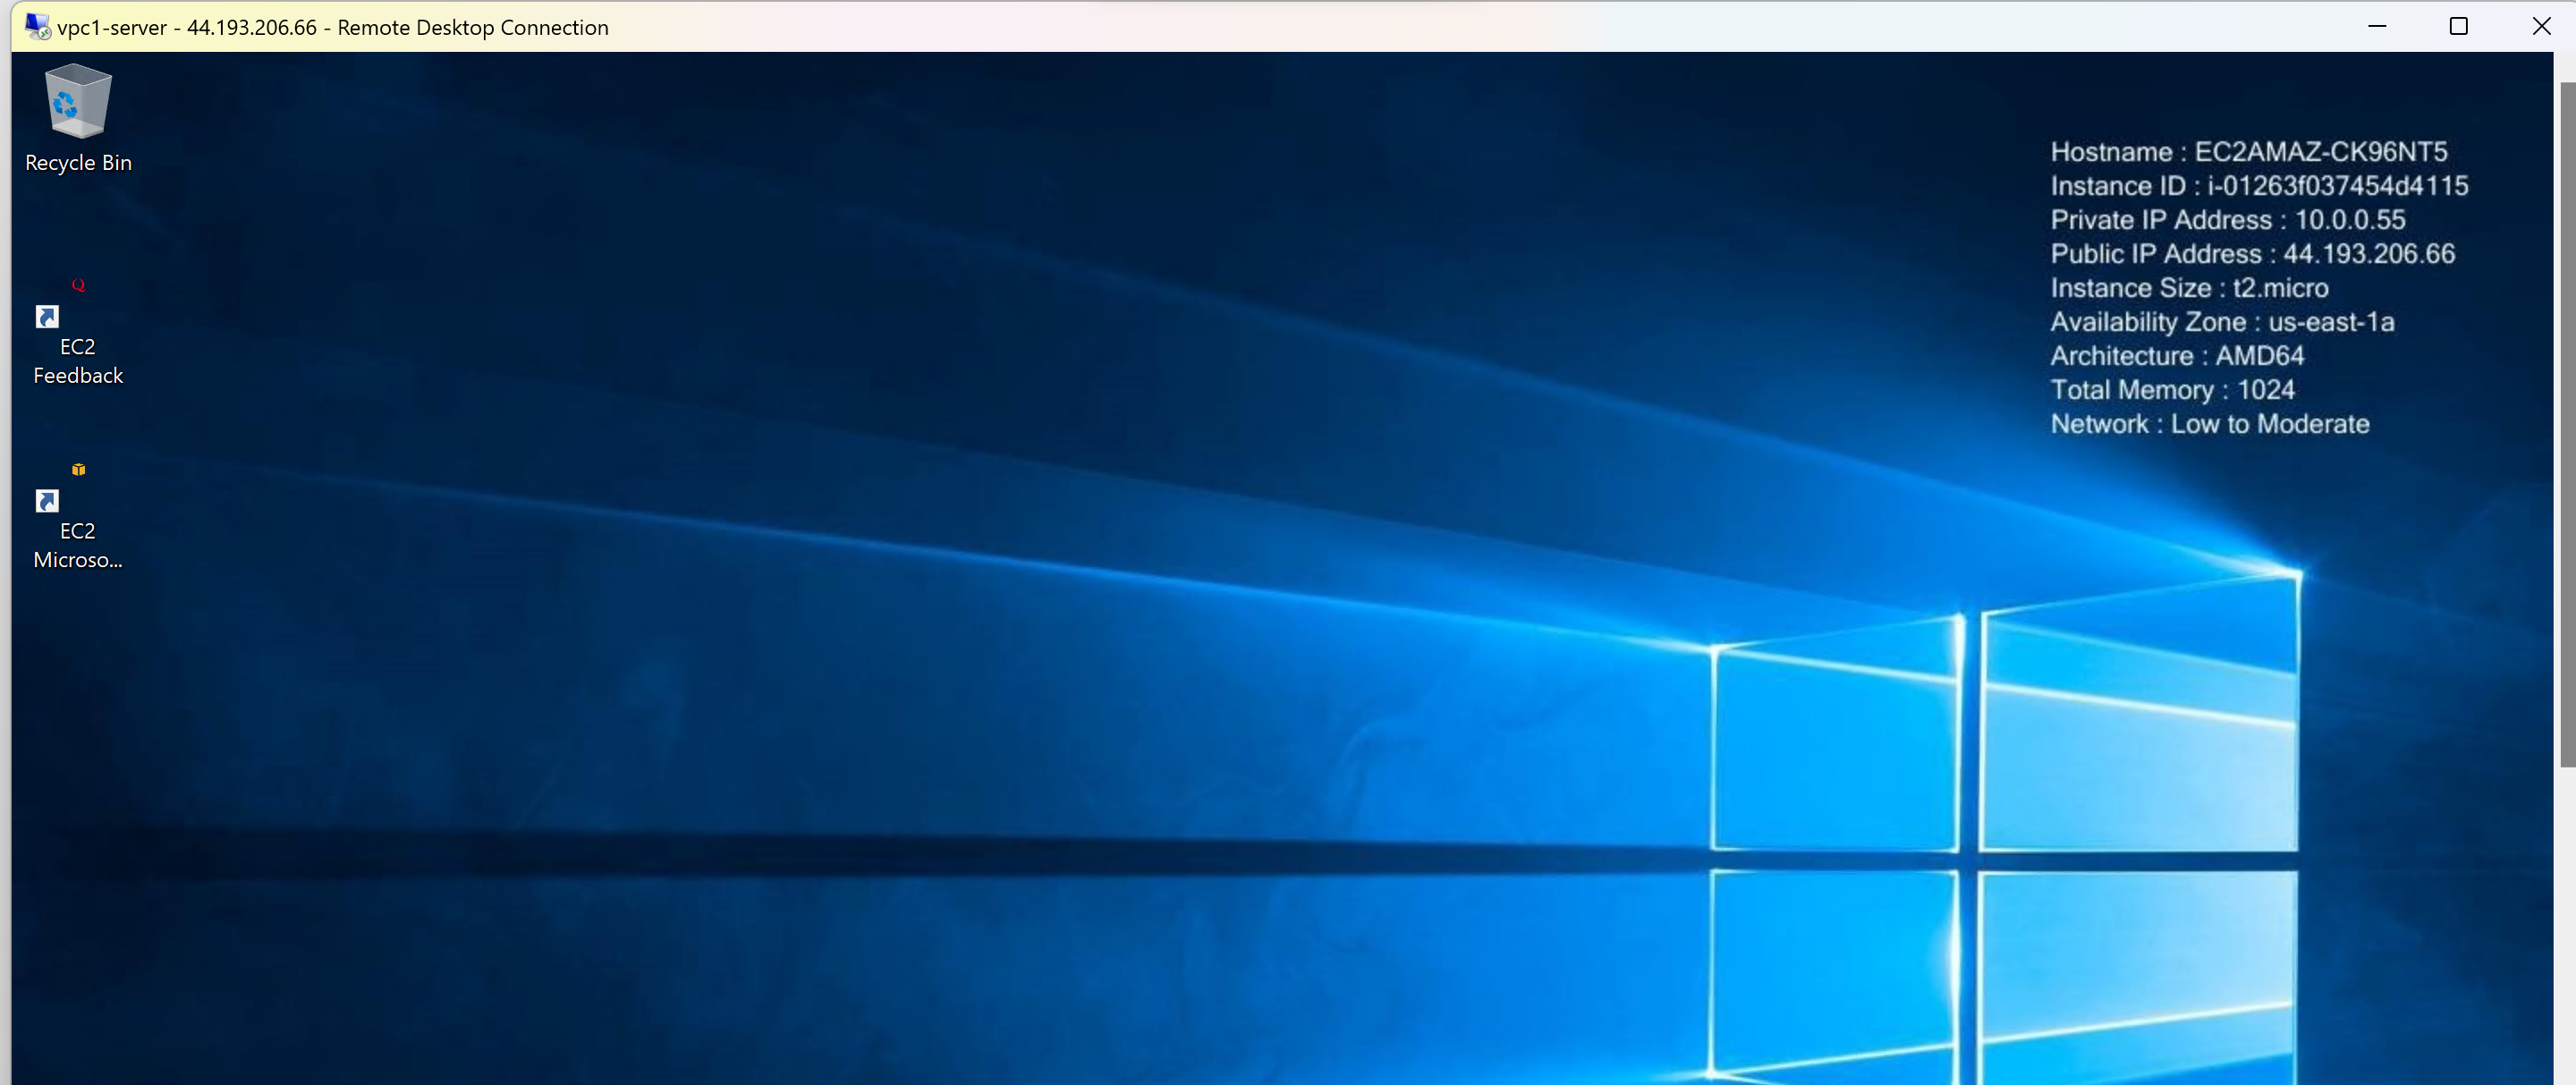 vpc1-server - 44.193.206.66 - Remote Desktop Connection
Recycle Bin
Hostname : EC2AMAZ-CK96NT5
Instance ID : i-01263f037454d4115
Private IP Address : 10.0.0.55
Public IP Address : 44.193.206.66
Instance Size : t2.micro
Availability Zone : us-east-1a
Architecture : AMD64
Total Memory : 1024
Network : Low to Moderate
Q
EC2
Feedback
EC2
Microso...